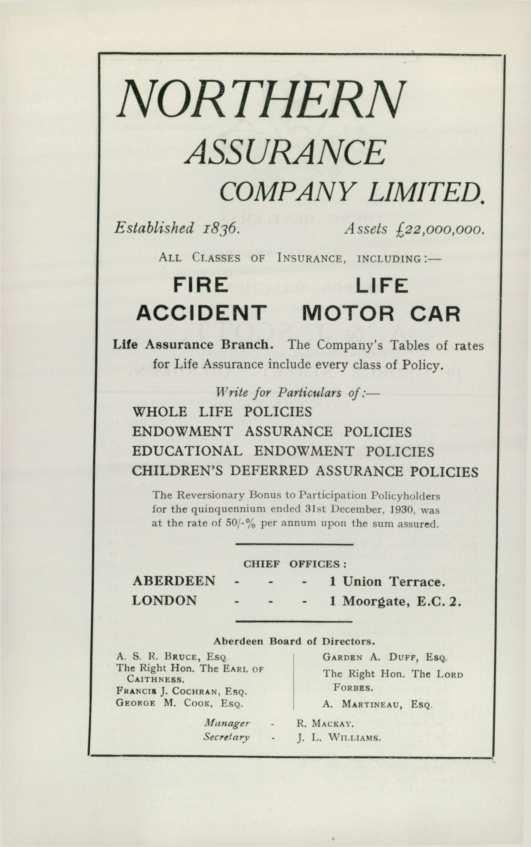 NORTHERN
ASSURANCE
COMPANY LIMITED.
Established 1836. Assets £22,000,000.
ALL CLASSES OF INSURANCE, INCLUDING:—
FIRE LIFE
ACCIDENT MOTOR CAR
Life Assurance Branch. The Company's Tables of rates
for Life Assurance include every class of Policy.
Write for Particulars of:—
WHOLE LIFE POLICIES
ENDOWMENT ASSURANCE POLICIES
EDUCATIONAL ENDOWMENT POLICIES
CHILDREN'S DEFERRED ASSURANCE POLICIES
The Reversionary Bonus to Participation Policyholders
for the quinquennium ended 31st December, 1930, was
at the rate of 50/-% per annum upon the sum assured.
CHIEF OFFICES:
ABERDEEN - - - 1 Union Terrace.
LONDON - - - 1 Moorgate, E.C. 2.
Aberdeen Board of Directors.
A. S. R. BRUCE, ESQ.
The Right Hon. The EARL OF
CAITHNESS.
FRANCIS J. COCHRAN, ESQ.
GEORGE M. COOK, ESQ.
GARDEN A. DUFF, ESQ.
The Right Hon. The LORD
FORBES.
A. MARTINEAU, ESQ.
Manager - R. MACKAY.
Secretary - J. L. WILLIAMS.